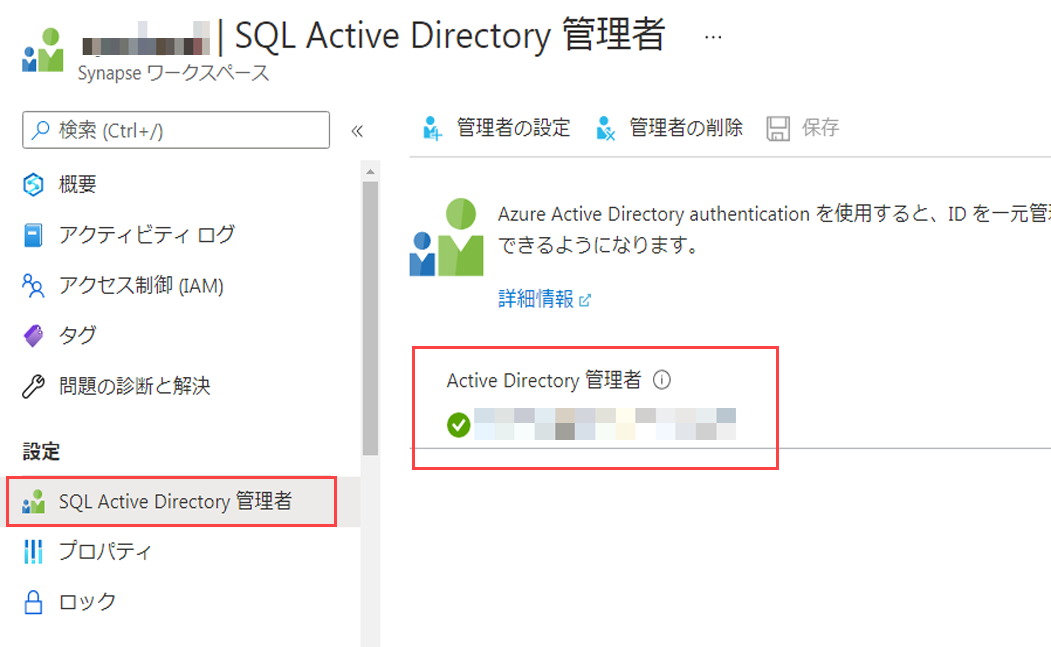 | SQL Active Directory 管理者 ...
Synapse ワークスペース
検索 (Ctrl+/)
«
管理者の設定
管理者の削除
保存
概要
アクティビティ ログ
アクセス制御 (IAM)
タグ
問題の診断と解決
設定
SQL Active Directory 管理者
プロパティ
ロック
Azure Active Directory authentication を使用すると、ID を一元管
できるようになります。
詳細情報
Active Directory 管理者